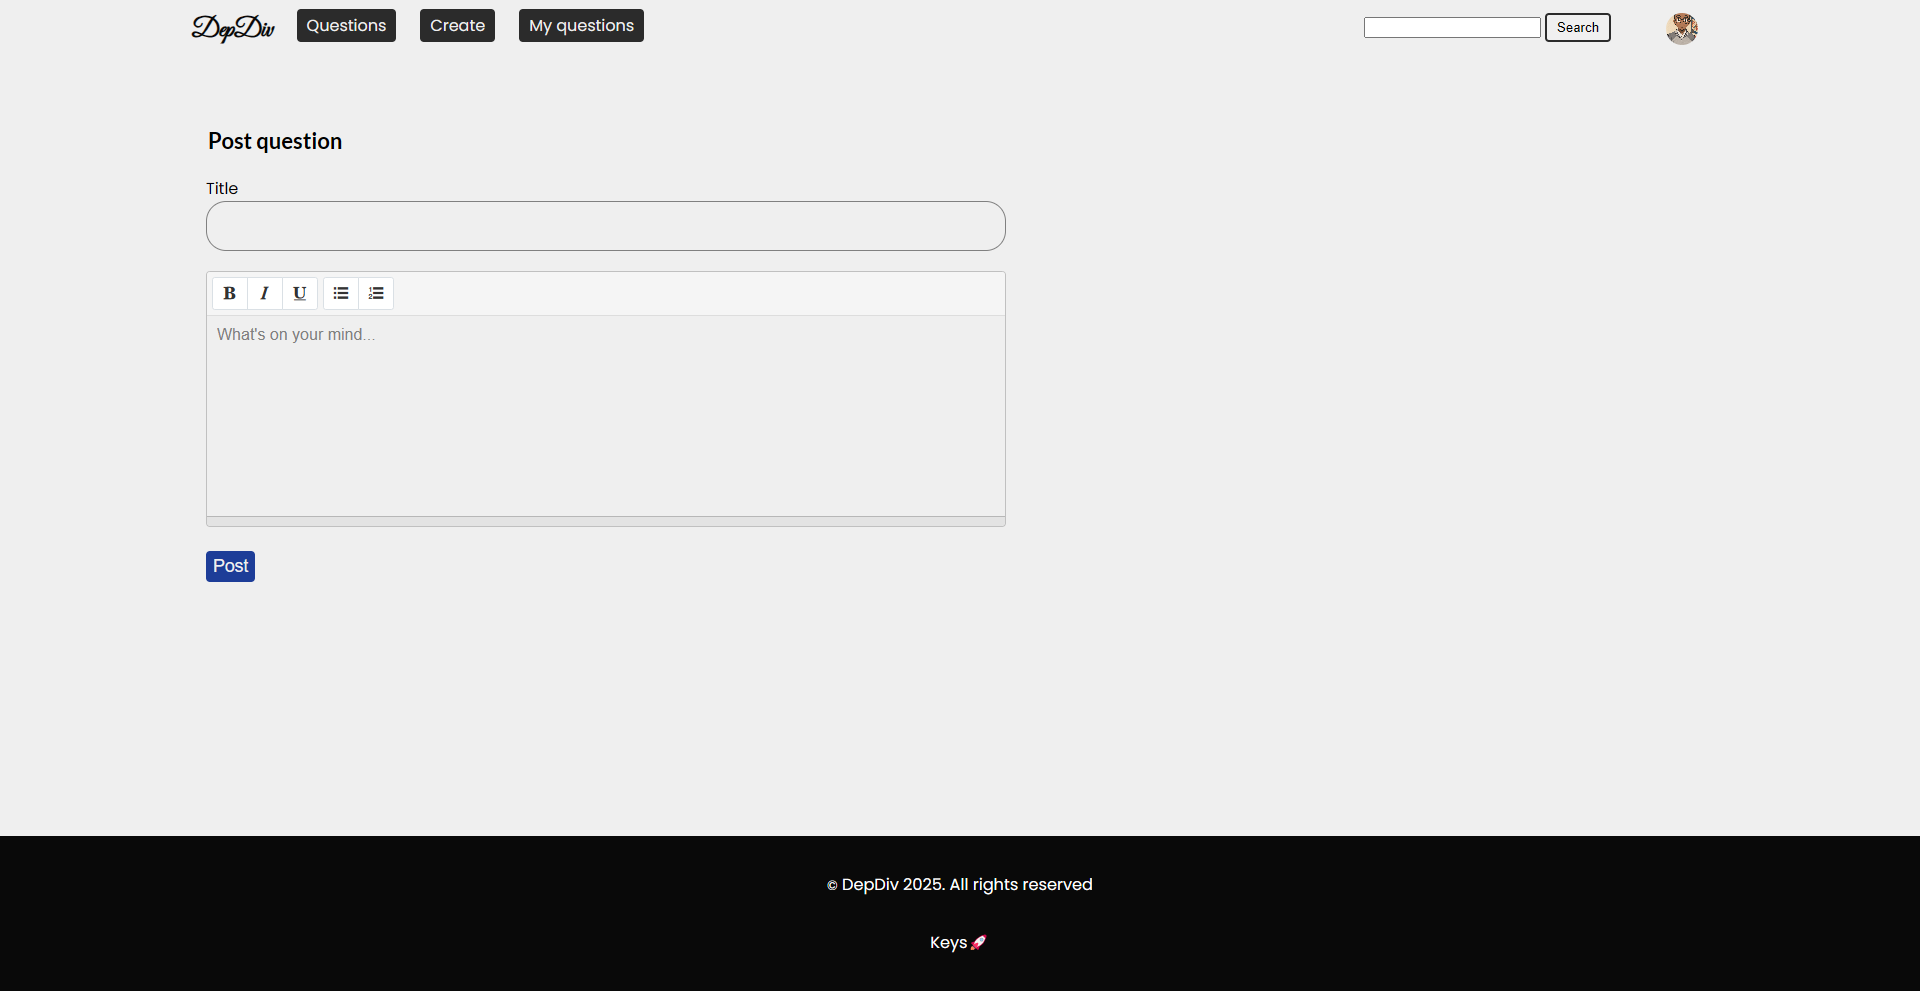 DepDiv Questions Create My questions Search
Post question
Title
B I U
What's on your mind...
Post
© DepDiv 2025. All rights reserved
Keys🚀